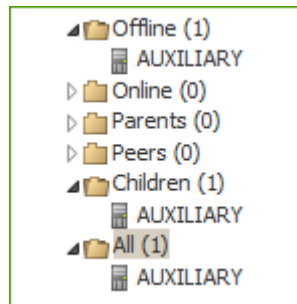 Offline (1)
AUXILIARY
Online (0)
Parents (0)
Peers (0)
Children (1)
AUXILIARY
All (1)
AUXILIARY